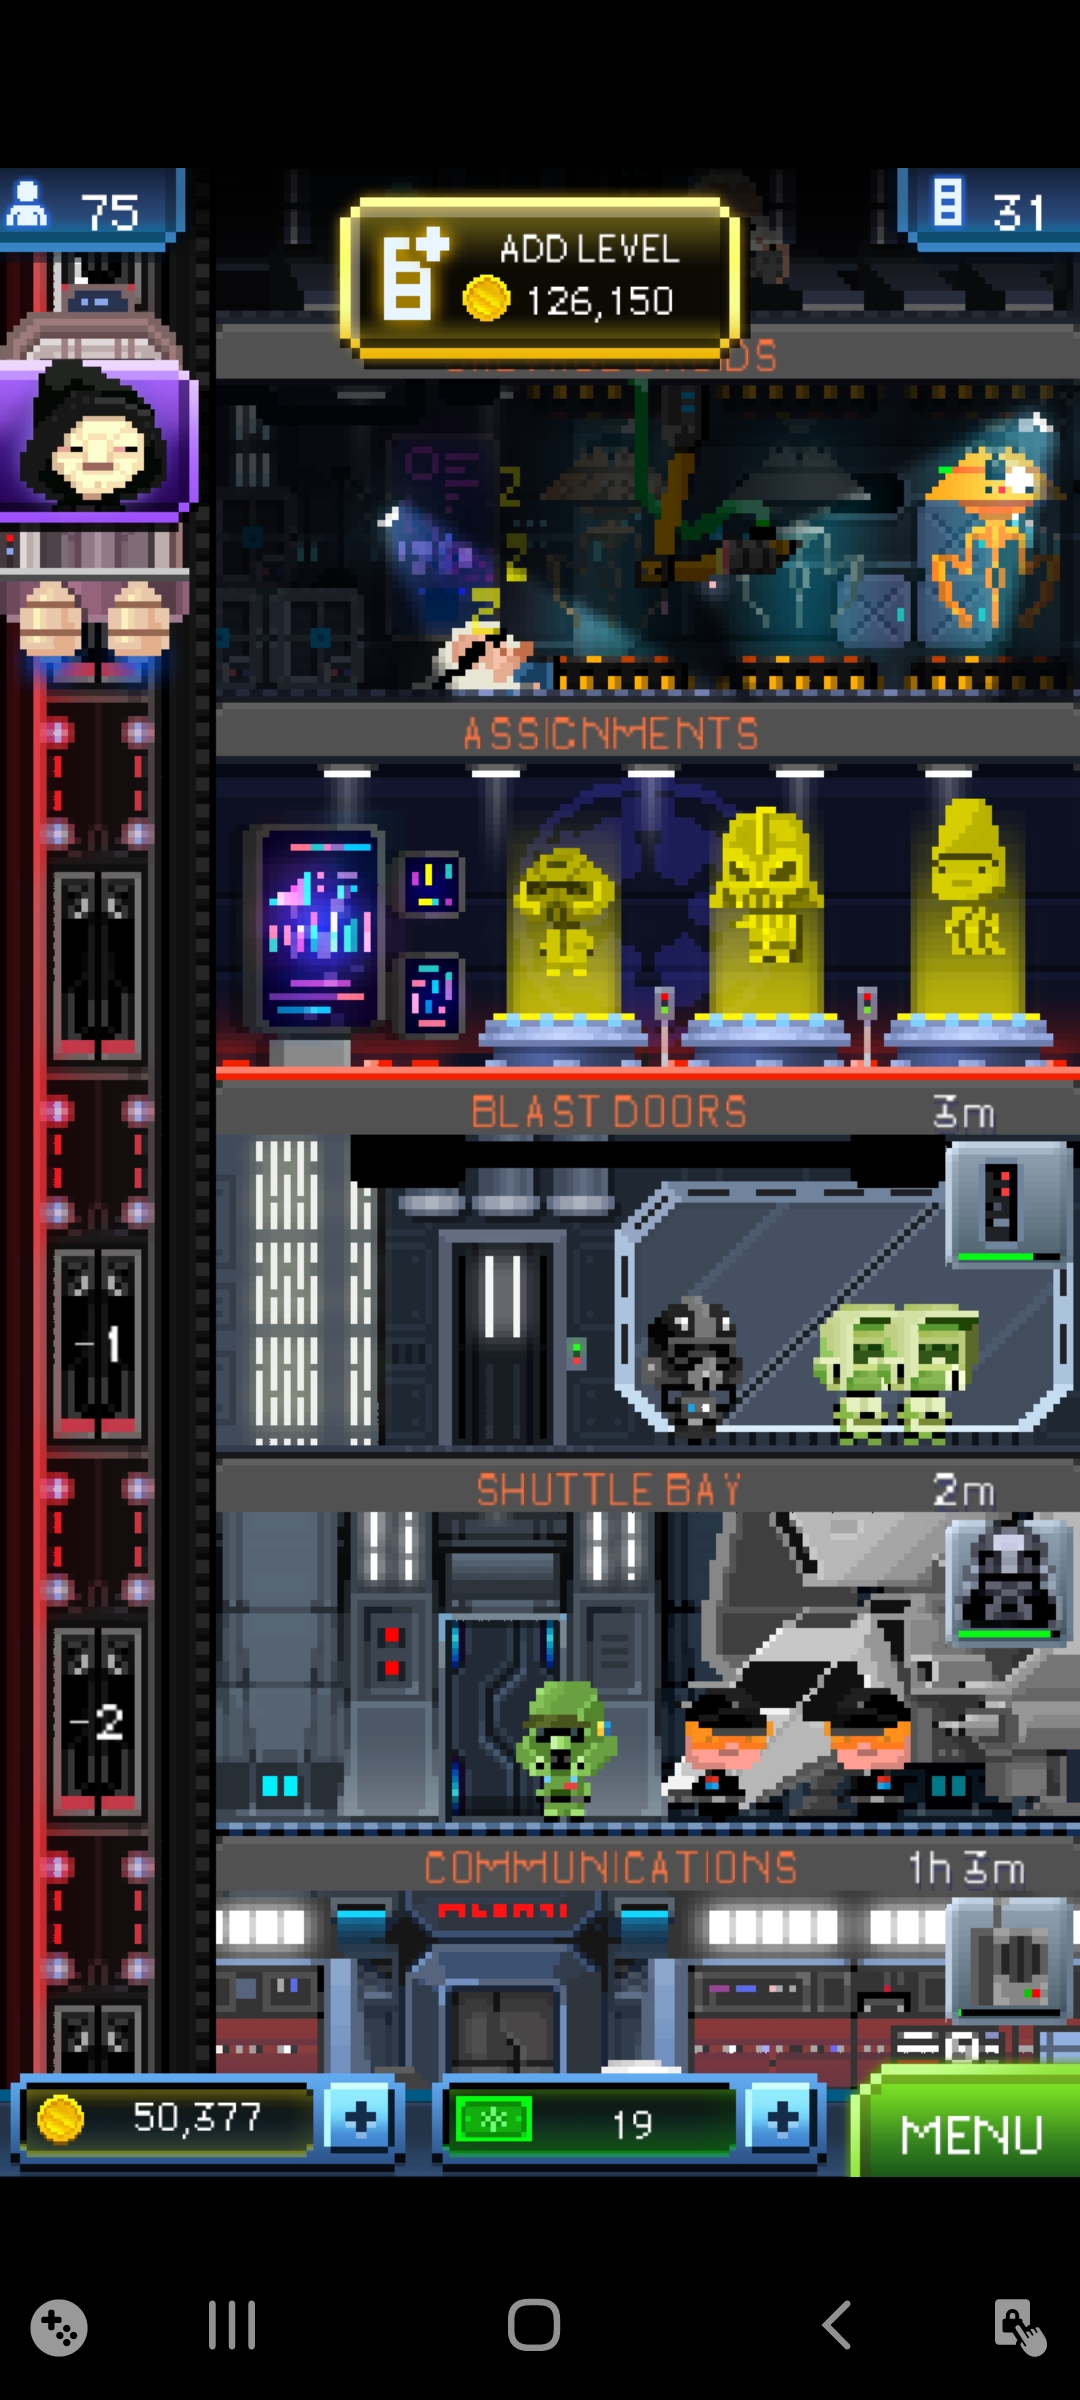 75
ADD LEVEL
126,150
31
DS
ASSIGNMENTS
BLAST DOORS 3m
-1
SHUTTLE BAY 2m
-2
COMMUNICATIONS 1h 3m
50,377
19
MENU